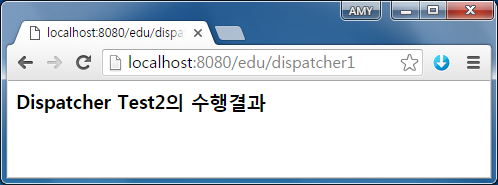 AMY
localhost:8080/edu/dispa
localhost:8080/edu/dispatcher1
Dispatcher Test2의 수행결과